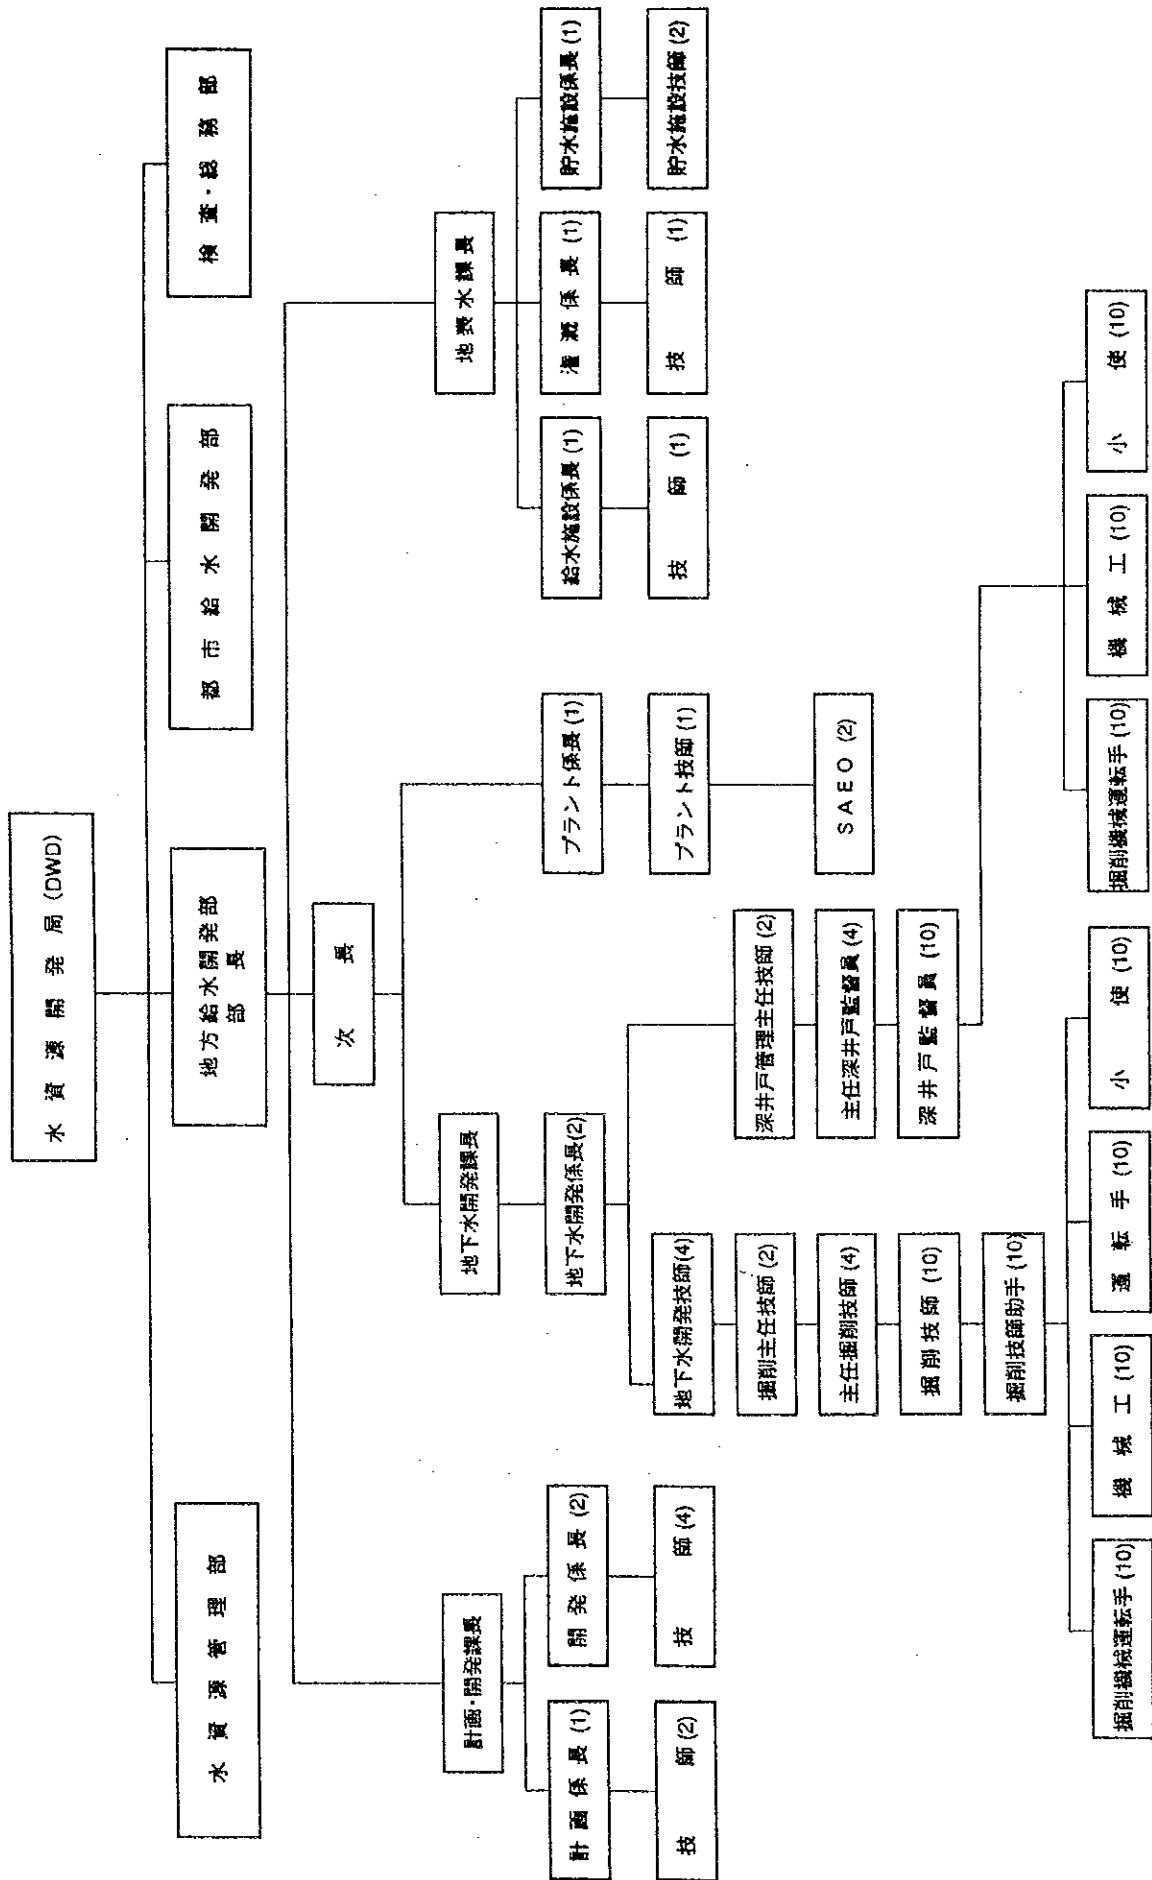 水資源開発局(DWD)
水資源管理部
地方給水開発部
部長
都市給水開発部
検査・総務部
次長
計画・開発課長
地下水開発課長
地表水課長
計画係長(1)
開発係長(2)
地下水開発係長(2)
プラント係長(1)
給水施設係長(1)
灌漑係長(1)
貯水施設係長(1)
技師(2)
技師(4)
地下水開発技師(4)
プラント技師(1)
技師(1)
技師(1)
貯水施設技師(2)
掘削主任技師(2)
深井戸管理主任技師(2)
主任掘削技師(4)
主任深井戸監督員(4)
SAEO(2)
掘削技師(10)
深井戸監督員(10)
掘削技師助手(10)
掘削機械運転手(10)
機械工(10)
運転手(10)
小使(10)
掘削機械運転手(10)
機械工(10)
小使(10)